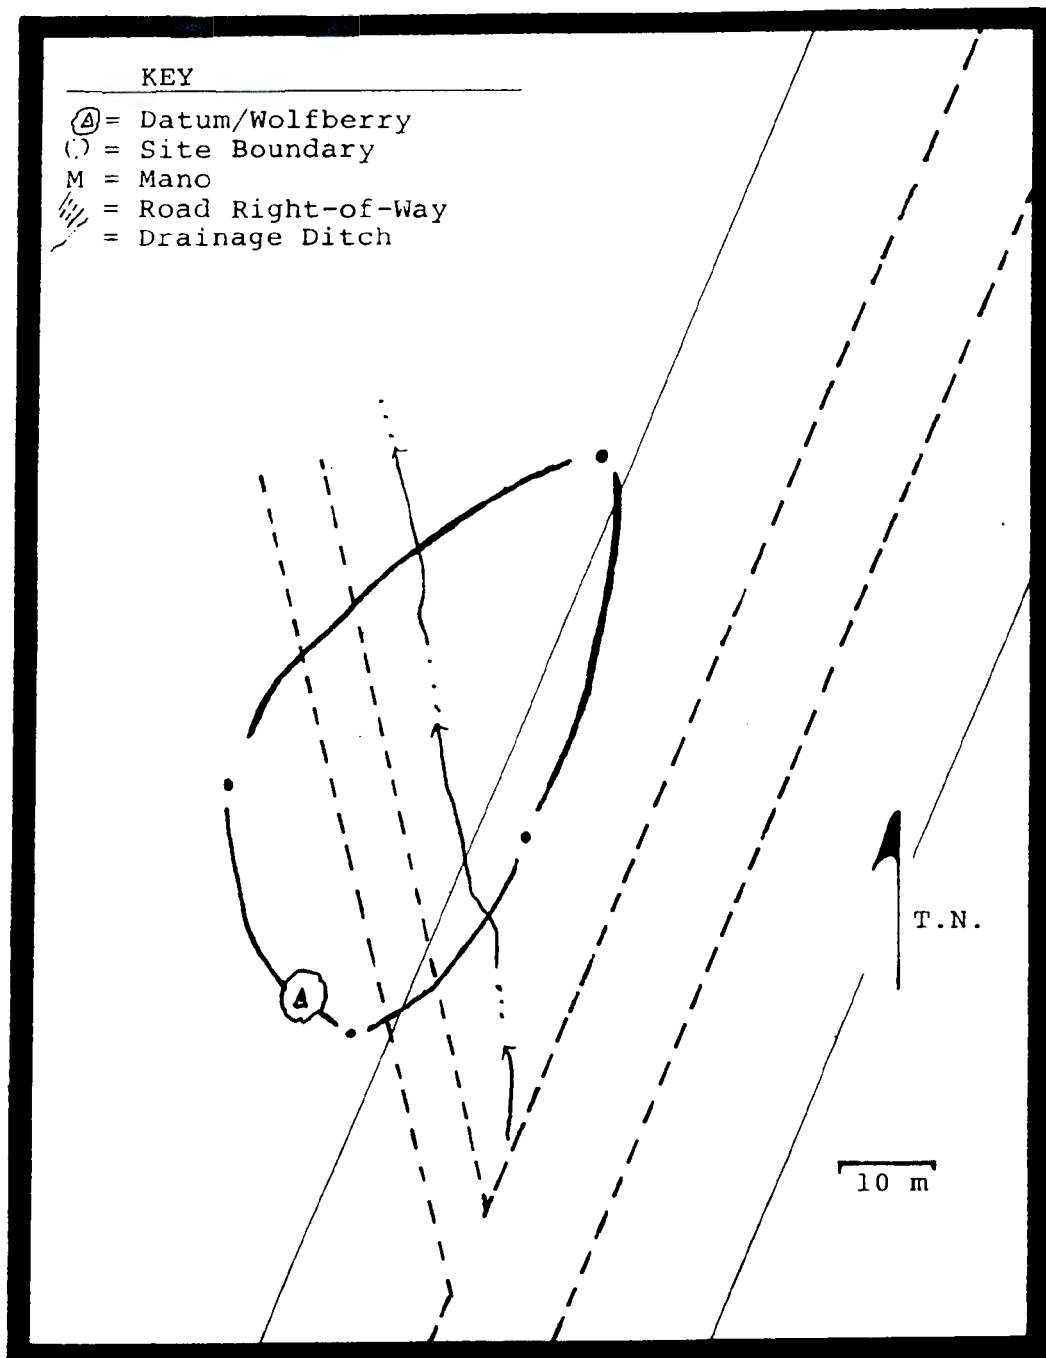 KEY
= Datum/Wolfberry
= Site Boundary
M = Mano
= Road Right-of-Way
= Drainage Ditch
T.N.
10 m